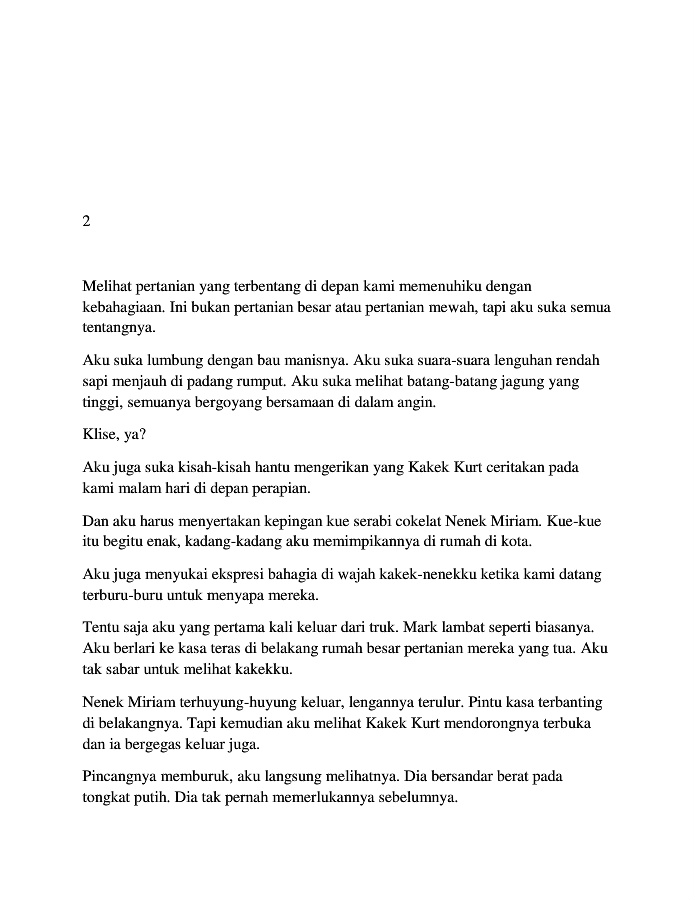 2
Melihat pertanian yang terbentang di depan kami memenuhiku dengan
kebahagiaan. Ini bukan pertanian besar atau pertanian mewah, tapi aku suka semua
tentangnya.
Aku suka lumbung dengan bau manisnya. Aku suka suara-suara lenguhan rendah
sapi menjauh di padang rumput. Aku suka melihat batang-batang jagung yang
tinggi, semuanya bergoyang bersamaan di dalam angin.
Klise, ya?
Aku juga suka kisah-kisah hantu mengerikan yang Kakek Kurt ceritakan pada
kami malam hari di depan perapian.
Dan aku harus menyertakan kepingan kue serabi cokelat Nenek Miriam. Kue-kue
itu begitu enak, kadang-kadang aku memimpikannya di rumah di kota.
Aku juga menyukai ekspresi bahagia di wajah kakek-nenekku ketika kami datang
terburu-buru untuk menyapa mereka.
Tentu saja aku yang pertama kali keluar dari truk. Mark lambat seperti biasanya.
Aku berlari ke kasa teras di belakang rumah besar pertanian mereka yang tua. Aku
tak sabar untuk melihat kakekku.
Nenek Miriam terhuyung-huyung keluar, lengannya terulur. Pintu kasa terbanting
di belakangnya. Tapi kemudian aku melihat Kakek Kurt mendorongnya terbuka
dan ia bergegas keluar juga.
Pincangnya memburuk, aku langsung melihatnya. Dia bersandar berat pada
tongkat putih. Dia tak pernah memerlukannya sebelumnya.